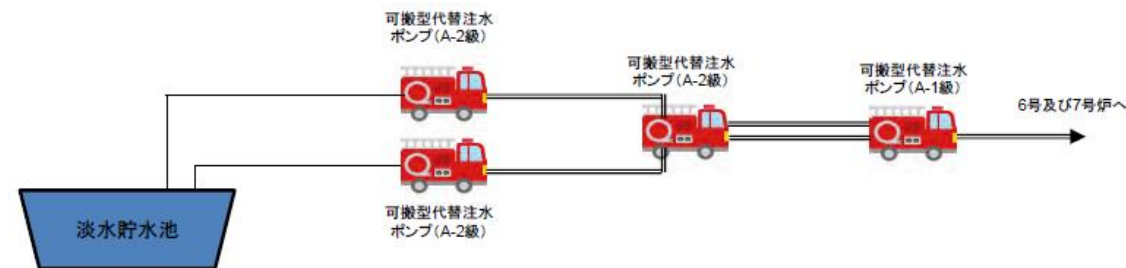 可搬型代替注水
ポンプ(A-2級)
可搬型代替注水
ポンプ(A-2級)
可搬型代替注水
ポンプ(A-1級)
6号及び7号炉へ
可搬型代替注水
ポンプ(A-2級)
淡水貯水池